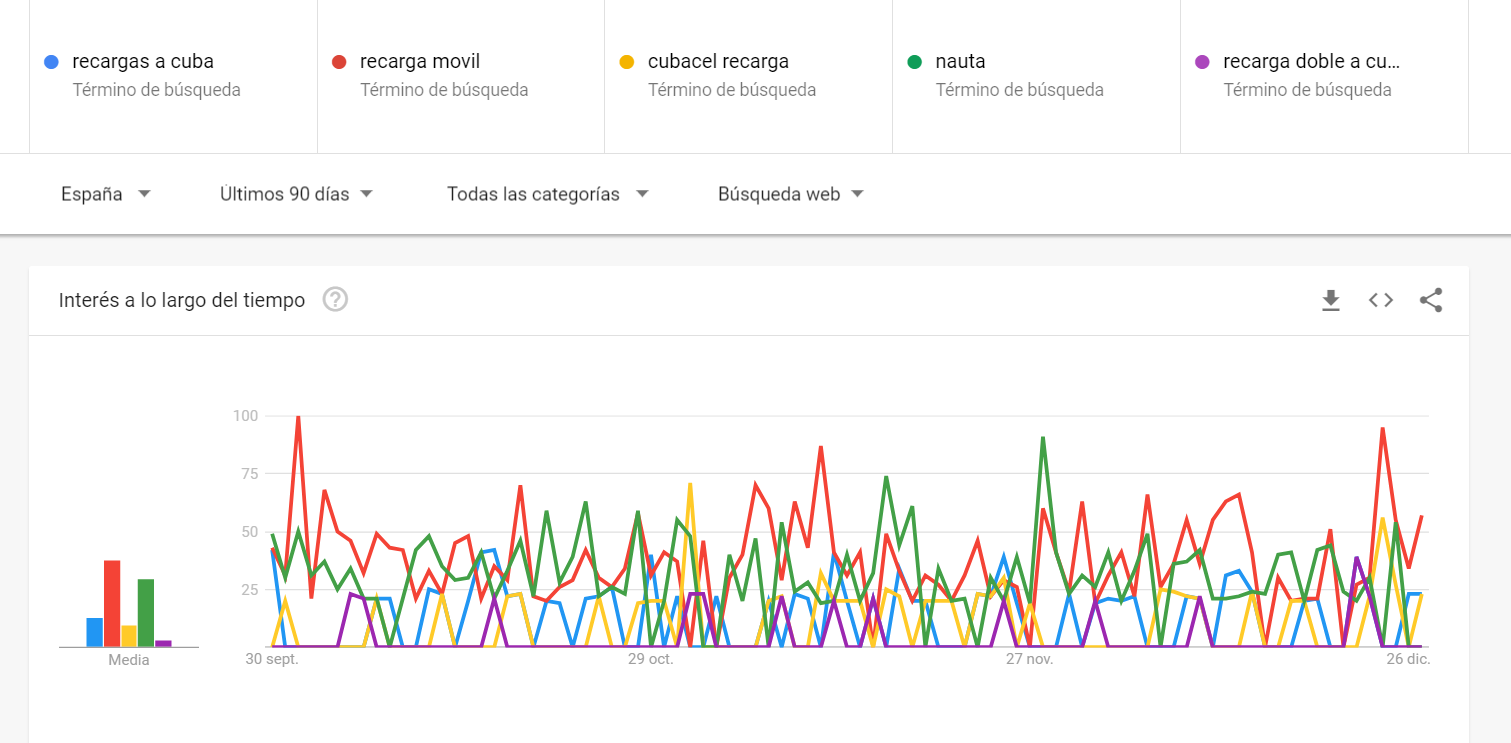 recargas a cuba
Término de búsqueda
recarga movil
Término de búsqueda
cubacel recarga
Término de búsqueda
nauta
Término de búsqueda
recarga doble a cu...
Término de búsqueda
España
Últimos 90 días
Todas las categorías
Búsqueda web
Interés a lo largo del tiempo
?
100
75
50
25
Media
30 sept.
29 oct.
27 nov.
26 dic.